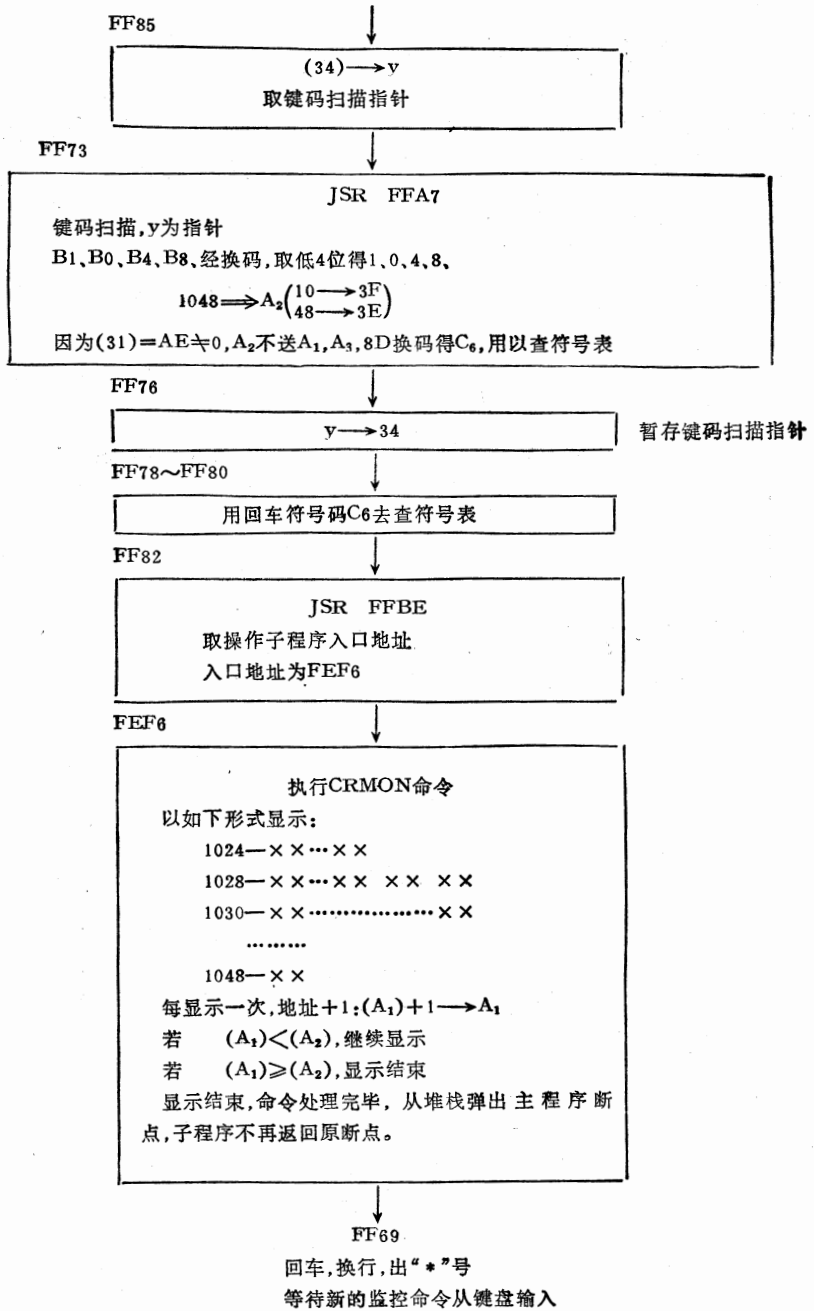 FF85
(34)⟶y
取键码扫描指针
FF73
JSR FFA7
键码扫描,y为指针
B1、B0、B4、B8、经换码,取低4位得1、0、4、8、
1048⟹A₂(10⟶3F
48⟶3E)
因为(31)=AE≠0,A₂不送A₁,A₃,8D换码得C₆,用以查符号表
FF76
y⟶34 暂存键码扫描指针
FF78～FF80
用回车符号码C6去查符号表
FF82
JSR FFBE
取操作子程序入口地址
入口地址为FEF6
FEF6
执行CRMON命令
以如下形式显示:
1024—××…××
1028—××…×× ×× ××
1030—××………………××
………
1048—××
每显示一次,地址+1:(A₁)+1⟶A₁
若 (A₁)<(A₂),继续显示
若 (A₁)≥(A₂),显示结束
显示结束,命令处理完毕,从堆栈弹出主程序断
点,子程序不再返回原断点。
FF69
回车,换行,出“*”号
等待新的监控命令从键盘输入